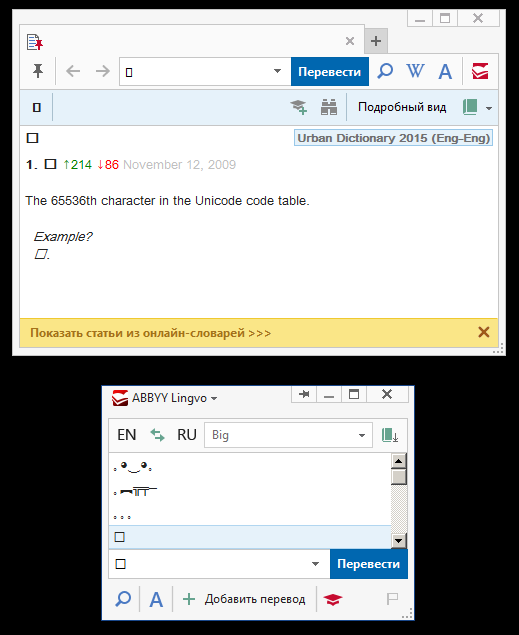 ▯
Перевести
W
A
▯
Подробный вид
□
Urban Dictionary 2015 (Eng-Eng)
1. □ ↑214 ↓86 November 12, 2009
The 65536th character in the Unicode code table.
Example?
□.
Показать статьи из онлайн-словарей >>>
ABBYY Lingvo
EN
RU
Big
｡◕‿◕｡
｡︻╦╤─
｡｡｡
□
□
Перевести
A
Добавить перевод